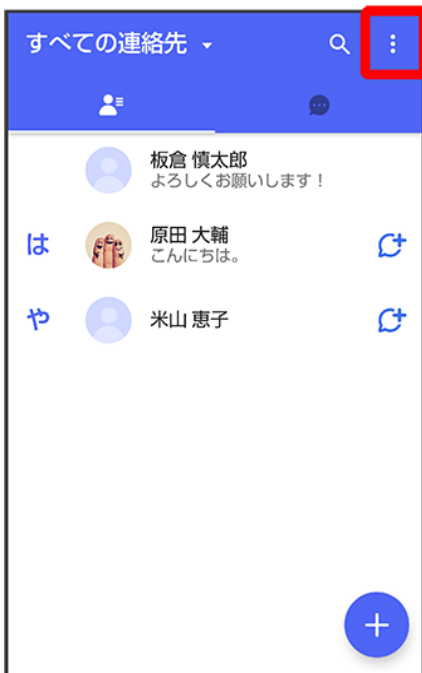 すべての連絡先
板倉 慎太郎
よろしくお願いします！
は
原田 大輔
こんにちは。
や
米山 恵子